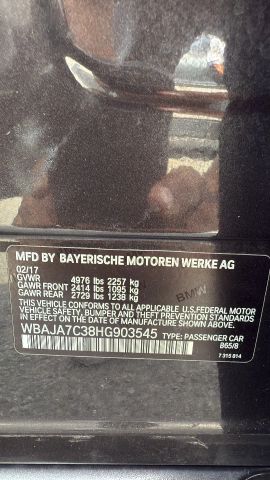 MFD BY BAYERISCHE MOTOREN WERKE AG
02/17
GVWR 4976 lbs 2257 kg
GAWR FRONT 2414 lbs 1095 kg
GAWR REAR 2729 lbs 1238 kg
THIS VEHICLE CONFORMS TO ALL APPLICABLE U.S. FEDERAL MOTOR
VEHICLE SAFETY, BUMPER AND THEFT PREVENTION STANDARDS IN
EFFECT ON THE DATE OF MANUFACTURE SHOWN ABOVE.
WBAJA7C38HG903545 TYPE: PASSENGER CAR
B65/8
7 315 014